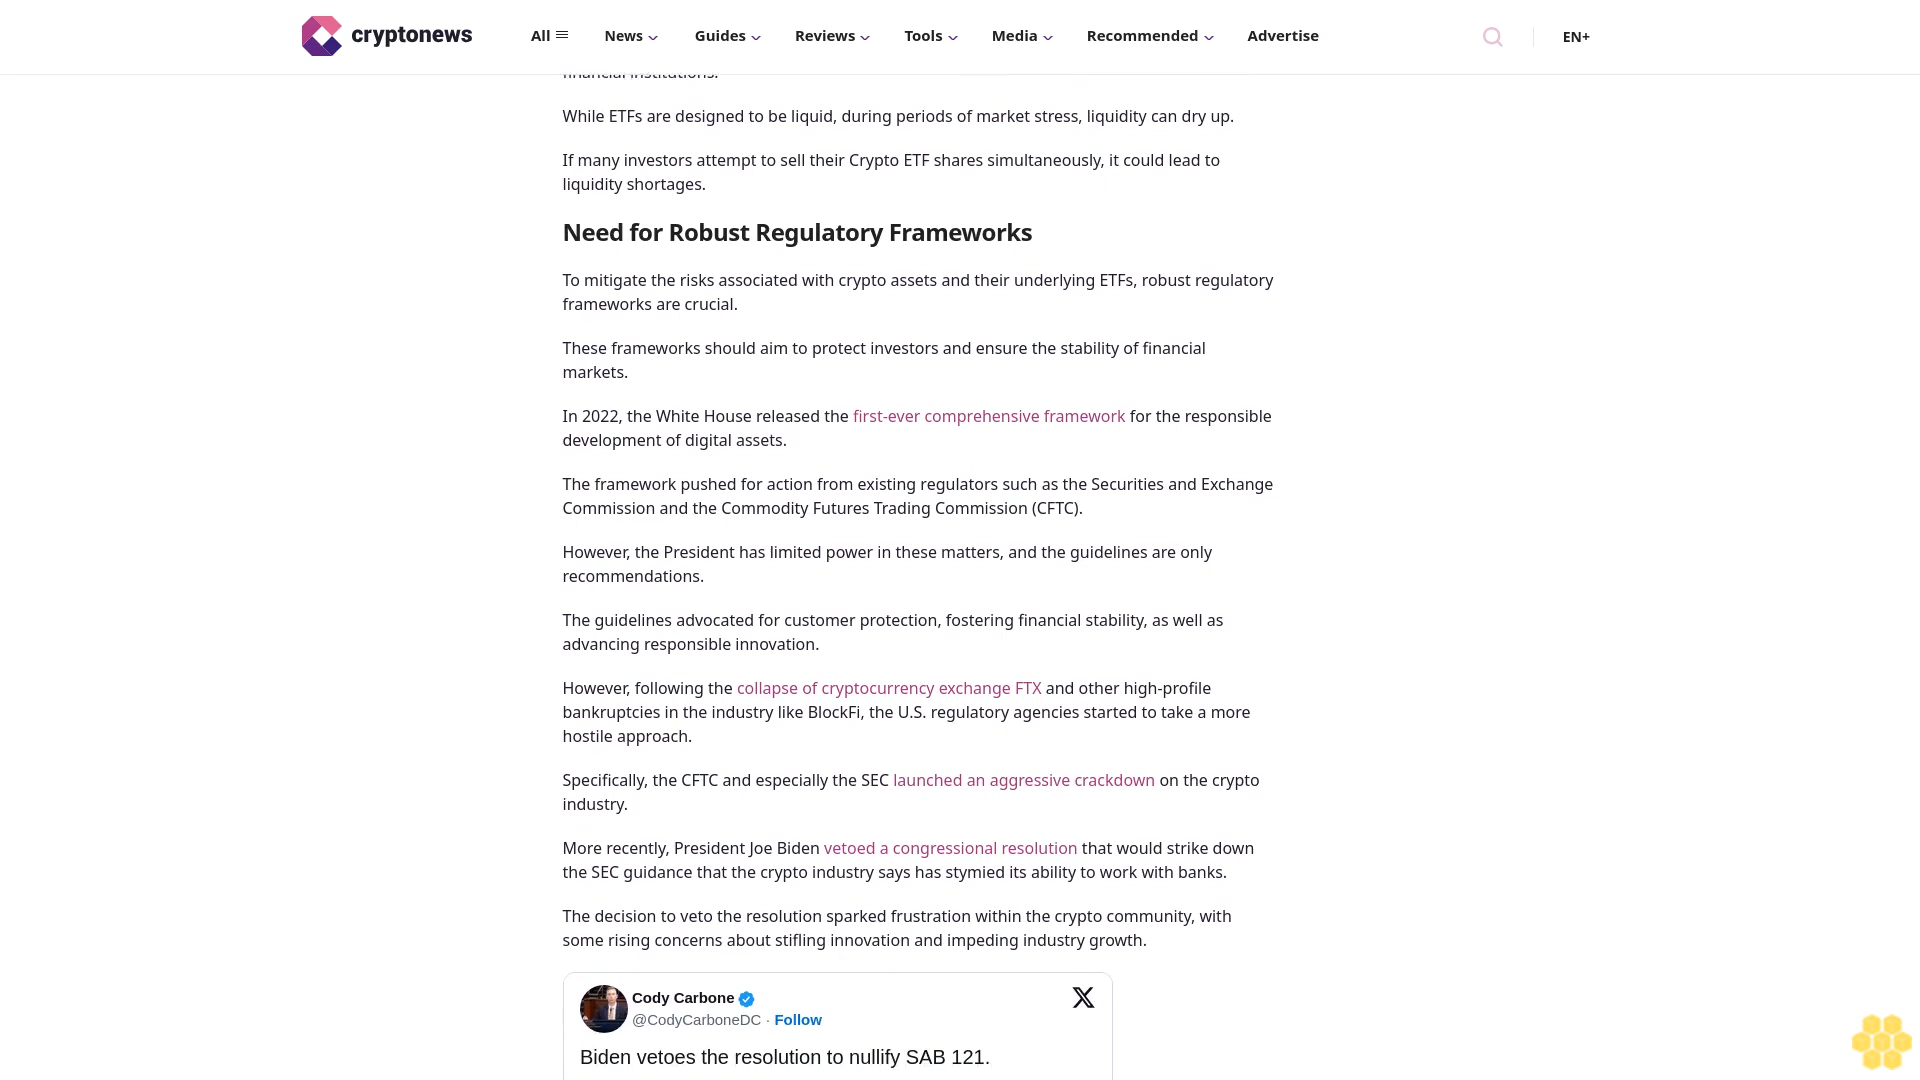 cryptonews
All
News
Guides
Reviews
Tools
Media
Recommended
Advertise
EN+
financial institutions.
While ETFs are designed to be liquid, during periods of market stress, liquidity can dry up.
If many investors attempt to sell their Crypto ETF shares simultaneously, it could lead to
liquidity shortages.
Need for Robust Regulatory Frameworks
To mitigate the risks associated with crypto assets and their underlying ETFs, robust regulatory
frameworks are crucial.
These frameworks should aim to protect investors and ensure the stability of financial
markets.
In 2022, the White House released the first-ever comprehensive framework for the responsible
development of digital assets.
The framework pushed for action from existing regulators such as the Securities and Exchange
Commission and the Commodity Futures Trading Commission (CFTC).
However, the President has limited power in these matters, and the guidelines are only
recommendations.
The guidelines advocated for customer protection, fostering financial stability, as well as
advancing responsible innovation.
However, following the collapse of cryptocurrency exchange FTX and other high-profile
bankruptcies in the industry like BlockFi, the U.S. regulatory agencies started to take a more
hostile approach.
Specifically, the CFTC and especially the SEC launched an aggressive crackdown on the crypto
industry.
More recently, President Joe Biden vetoed a congressional resolution that would strike down
the SEC guidance that the crypto industry says has stymied its ability to work with banks.
The decision to veto the resolution sparked frustration within the crypto community, with
some rising concerns about stifling innovation and impeding industry growth.
Cody Carbone
@CodyCarboneDC · Follow
Biden vetoes the resolution to nullify SAB 121.